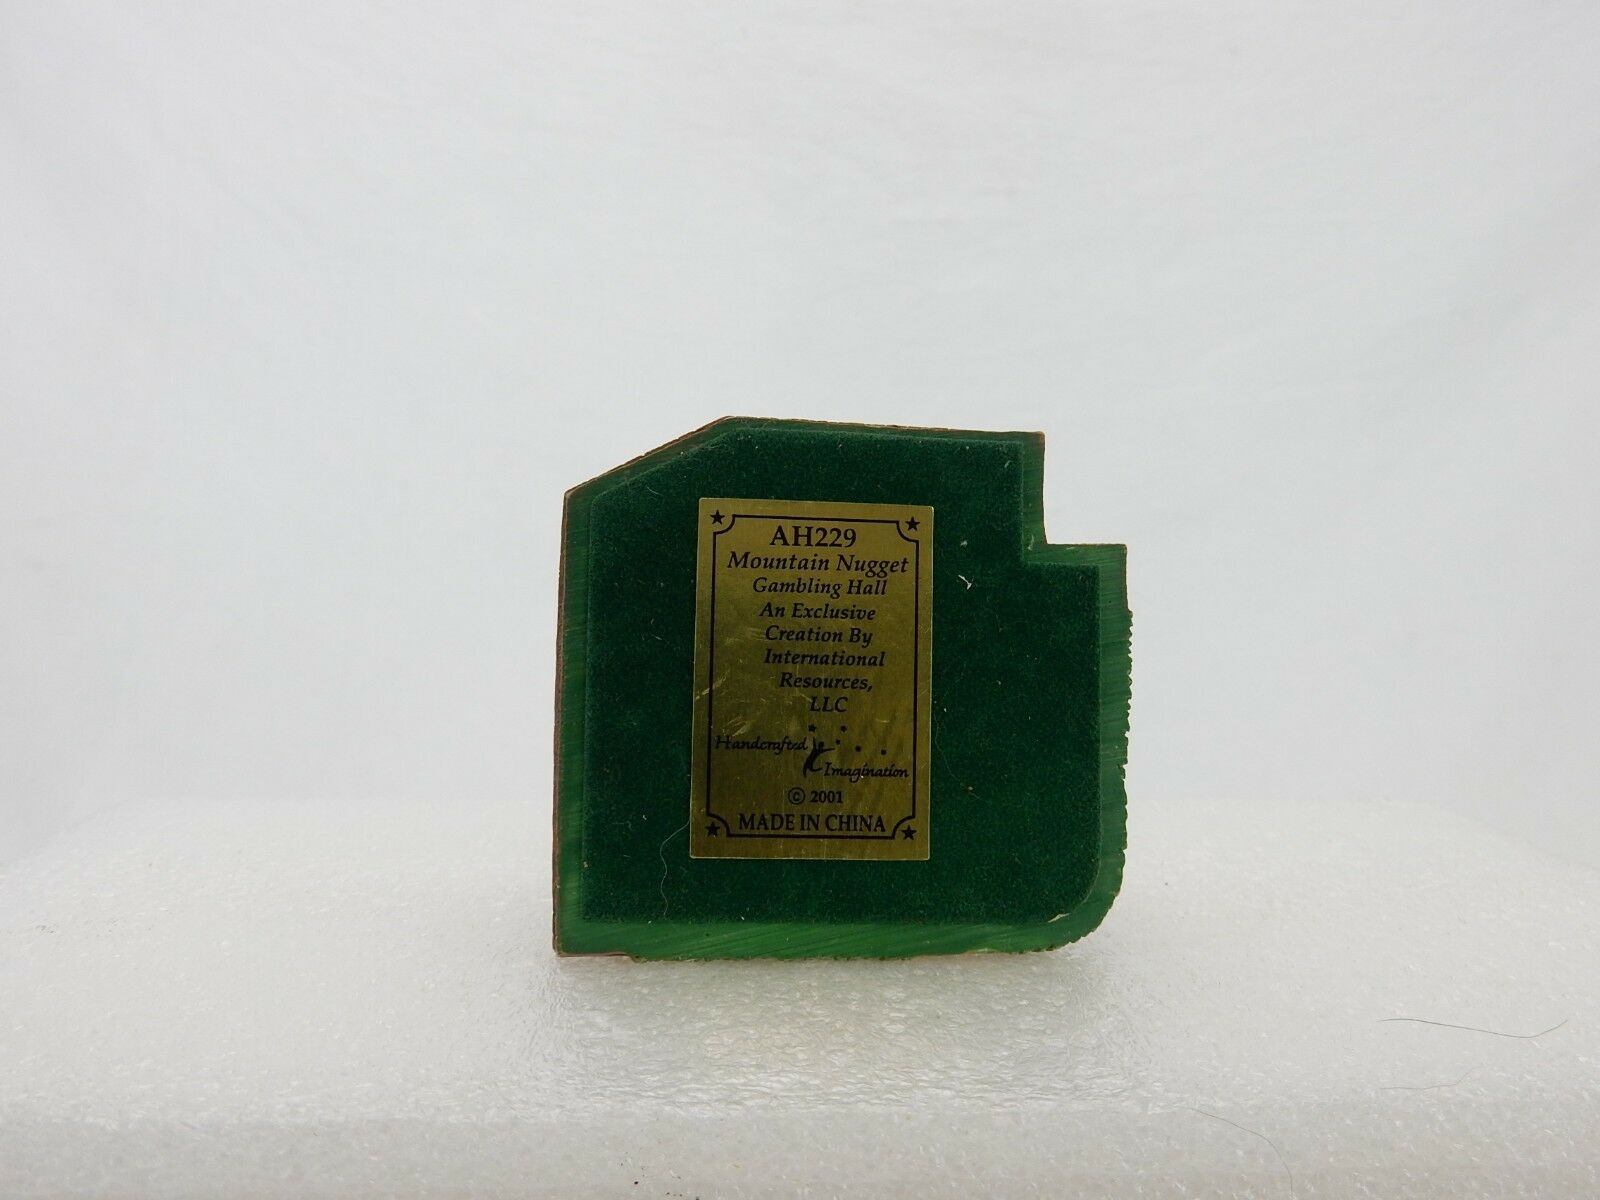 AH229
Mountain Nugget
Gambling Hall
An Exclusive
Creation By
International
Resources,
LLC
Handcrafted
Imagination
© 2001
MADE IN CHINA